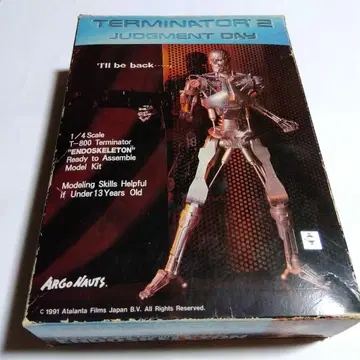 TERMINATOR 2
JUDGMENT DAY
'I'll be back.....
1/4 Scale
T-800 Terminator
"ENDOSKELETON"
Ready to Assemble
Model Kit
Modeling Skills Helpful
If Under 13 Years Old
ARGONAUTS.
© 1991 Atalanta Films Japan B.V. All Rights Reserved.